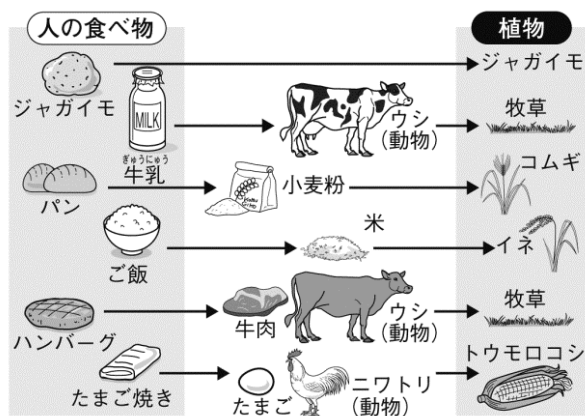 人の食べ物
植物
ジャガイモ
ジャガイモ
MILK
ぎゅうにゅう
牛乳
ウシ
(動物)
牧草
パン
小麦粉
コムギ
ご飯
米
イネ
ハンバーグ
牛肉
ウシ
(動物)
牧草
たまご焼き
たまご
ニワトリ
(動物)
トウモロコシ